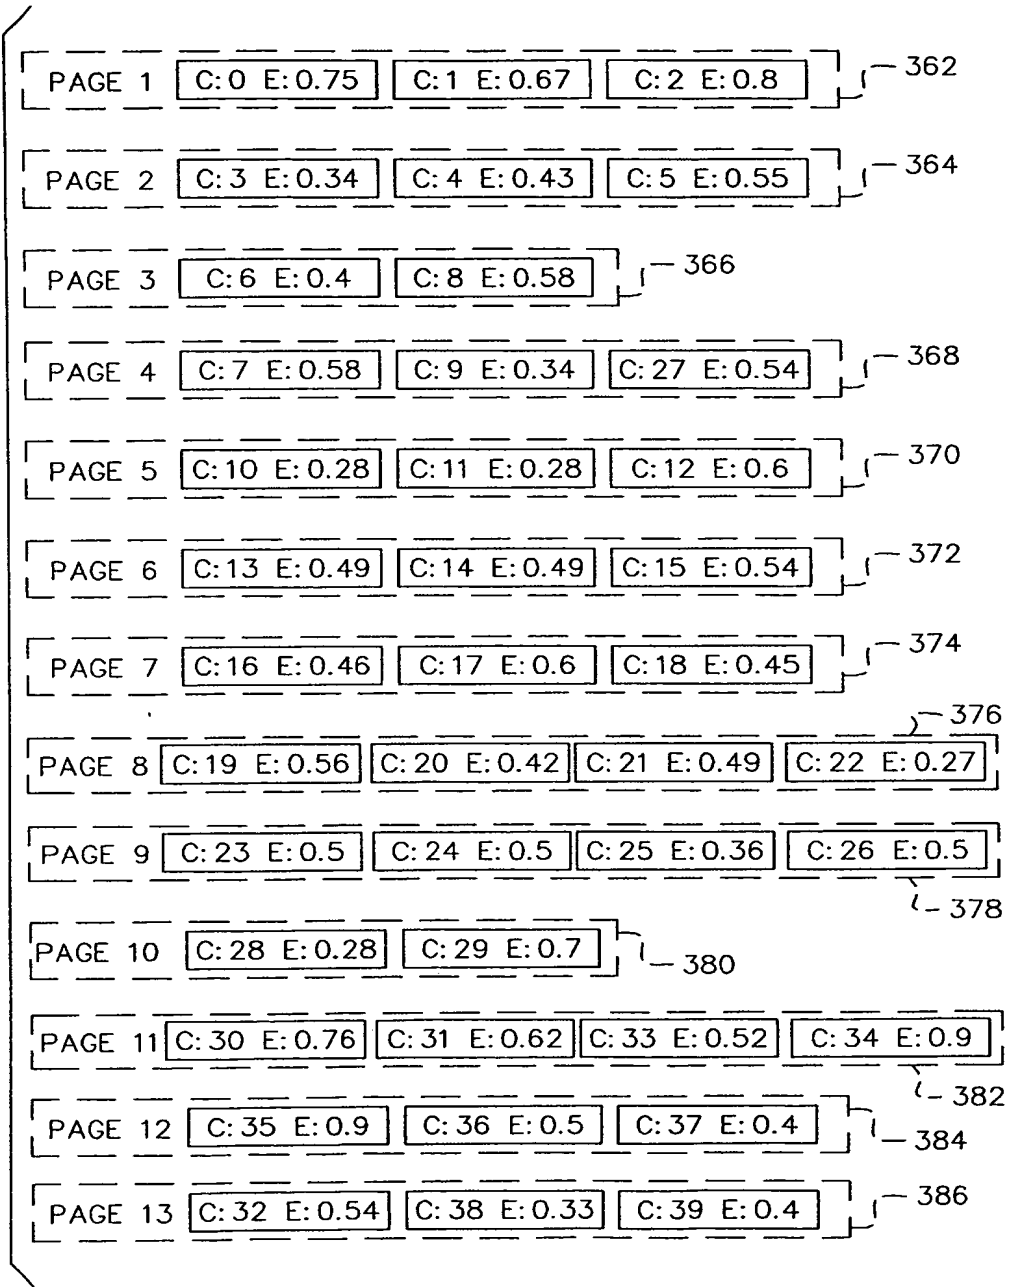 PAGE 1 C: 0 E: 0.75 C: 1 E: 0.67 C: 2 E: 0.8 362
PAGE 2 C: 3 E: 0.34 C: 4 E: 0.43 C: 5 E: 0.55 364
PAGE 3 C: 6 E: 0.4 C: 8 E: 0.58 366
PAGE 4 C: 7 E: 0.58 C: 9 E: 0.34 C: 27 E: 0.54 368
PAGE 5 C: 10 E: 0.28 C: 11 E: 0.28 C: 12 E: 0.6 370
PAGE 6 C: 13 E: 0.49 C: 14 E: 0.49 C: 15 E: 0.54 372
PAGE 7 C: 16 E: 0.46 C: 17 E: 0.6 C: 18 E: 0.45 374
376
PAGE 8 C: 19 E: 0.56 C: 20 E: 0.42 C: 21 E: 0.49 C: 22 E: 0.27
PAGE 9 C: 23 E: 0.5 C: 24 E: 0.5 C: 25 E: 0.36 C: 26 E: 0.5
378
PAGE 10 C: 28 E: 0.28 C: 29 E: 0.7 380
PAGE 11 C: 30 E: 0.76 C: 31 E: 0.62 C: 33 E: 0.52 C: 34 E: 0.9
382
PAGE 12 C: 35 E: 0.9 C: 36 E: 0.5 C: 37 E: 0.4 384
PAGE 13 C: 32 E: 0.54 C: 38 E: 0.33 C: 39 E: 0.4 386